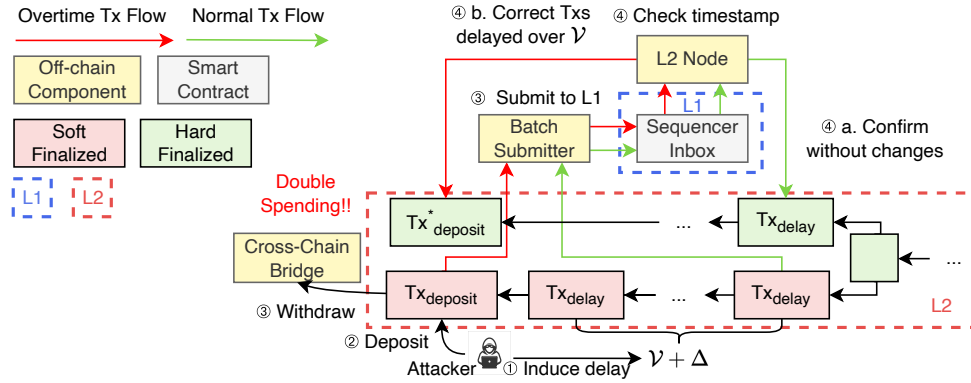 Overtime Tx Flow
Normal Tx Flow
Off-chain
Component
Smart
Contract
Soft
Finalized
Hard
Finalized
L1
L2
④ b. Correct Txs
delayed over 𝒱
④ Check timestamp
L2 Node
③ Submit to L1
L1
Batch
Submitter
Sequencer
Inbox
④ a. Confirm
without changes
Double
Spending!!
Tx*deposit
...
Txdelay
Cross-Chain
Bridge
...
Txdeposit
Txdelay
...
Txdelay
L2
③ Withdraw
② Deposit
Attacker
① Induce delay
𝒱 + Δ